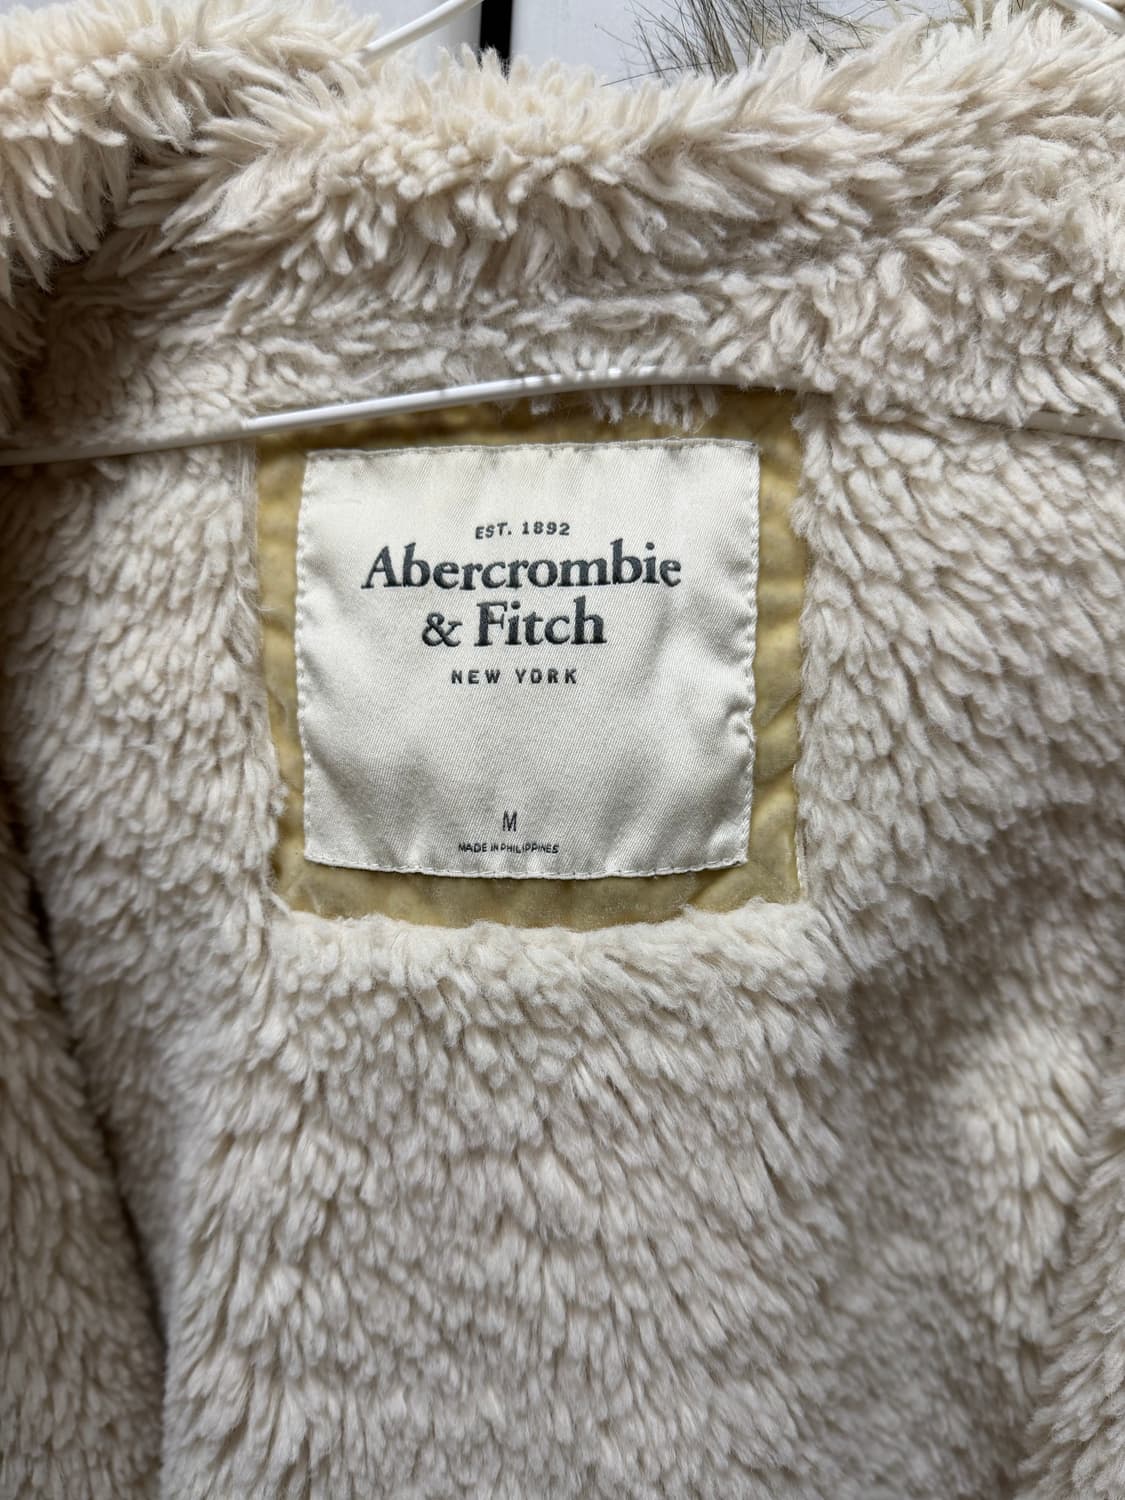 EST. 1892
Abercrombie
& Fitch
NEW YORK
M
MADE IN PHILIPPINES